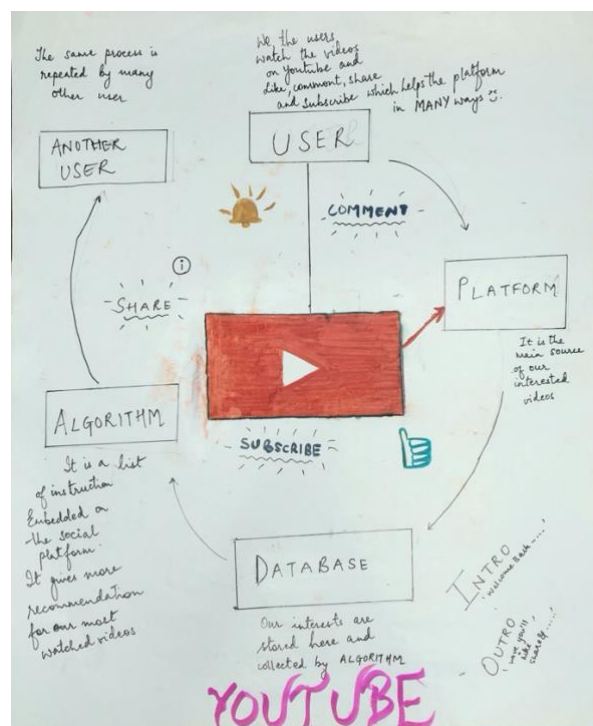 The same process is
repeated by many
other user
We the users
watch the videos
on Youtube and
like, comment, share
and subscribe which helps the platform
in MANY ways
ANOTHER
USER
USER
COMMENT
SHARE
PLATFORM
It is the
main source
of our
interested
videos
ALGORITHM
SUBSCRIBE
It is a list
of instruction
Embedded on
the social
platform.
It gives more
recommendation
for our most
watched videos
DATABASE
Our interests are
stored here and
collected by ALGORITHM
INTRO
'welcome back......'
OUTRO
YOUTUBE